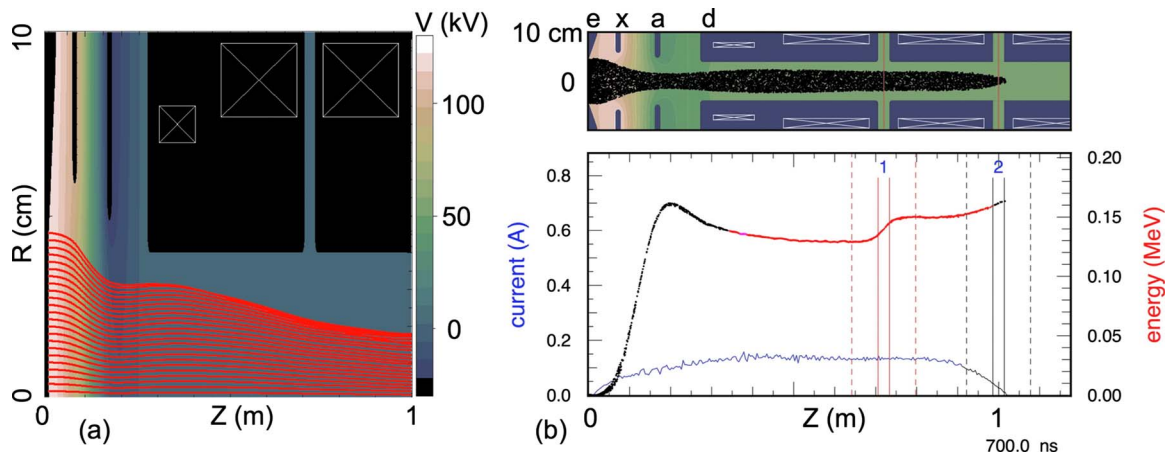 V (kV)
10
R (cm)
0
100
50
0
0
Z (m)
1
(a)
e x a d
10 cm
0
1
2
0.8
0.6
0.4
0.2
0.0
current (A)
0.20
0.15
0.10
0.05
0.00
energy (MeV)
0
Z (m)
1
(b)
700.0 ns